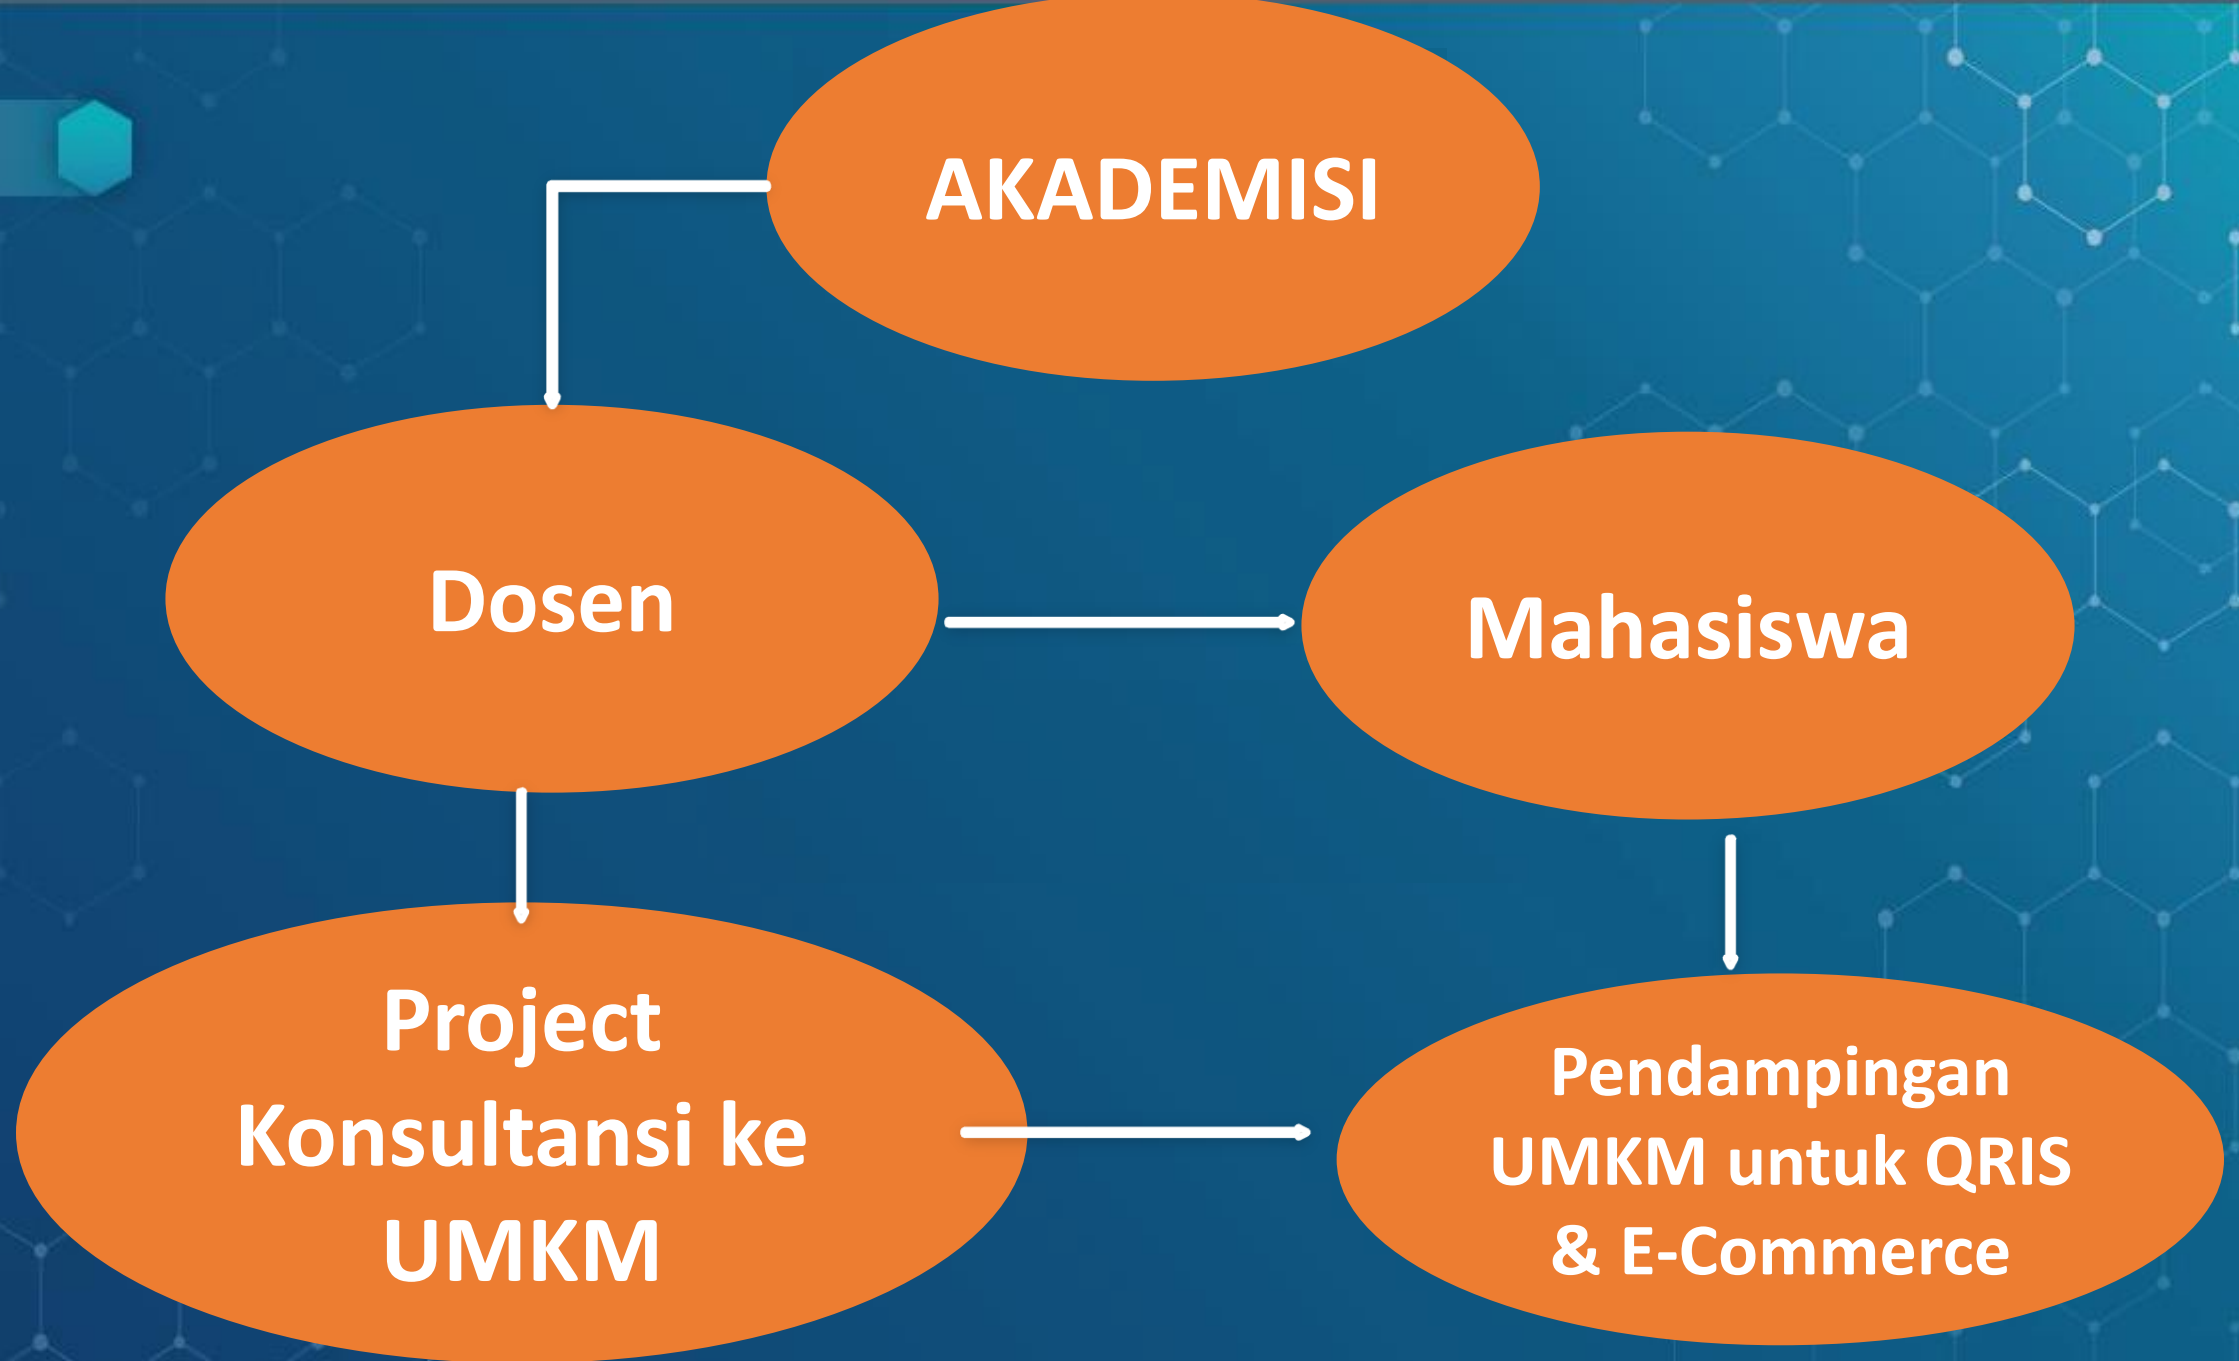 AKADEMISI
Dosen
Mahasiswa
Project
Konsultansi ke
UMKM
Pendampingan
UMKM untuk QRIS
& E-Commerce